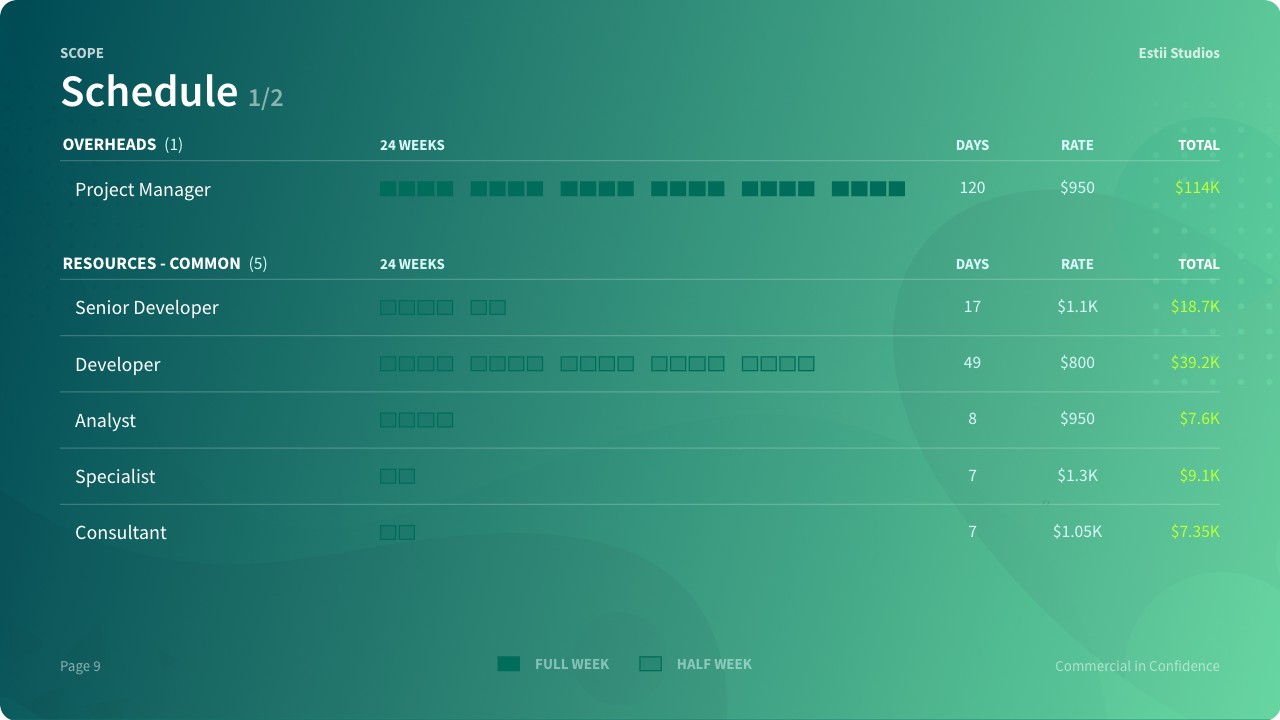 SCOPE
Estii Studios
Schedule 1/2
OVERHEADS (1) 24 WEEKS DAYS RATE TOTAL
Project Manager 120 $950 $114K
RESOURCES - COMMON (5) 24 WEEKS DAYS RATE TOTAL
Senior Developer 17 $1.1K $18.7K
Developer 49 $800 $39.2K
Analyst 8 $950 $7.6K
Specialist 7 $1.3K $9.1K
Consultant 7 $1.05K $7.35K
Page 9 FULL WEEK HALF WEEK Commercial in Confidence